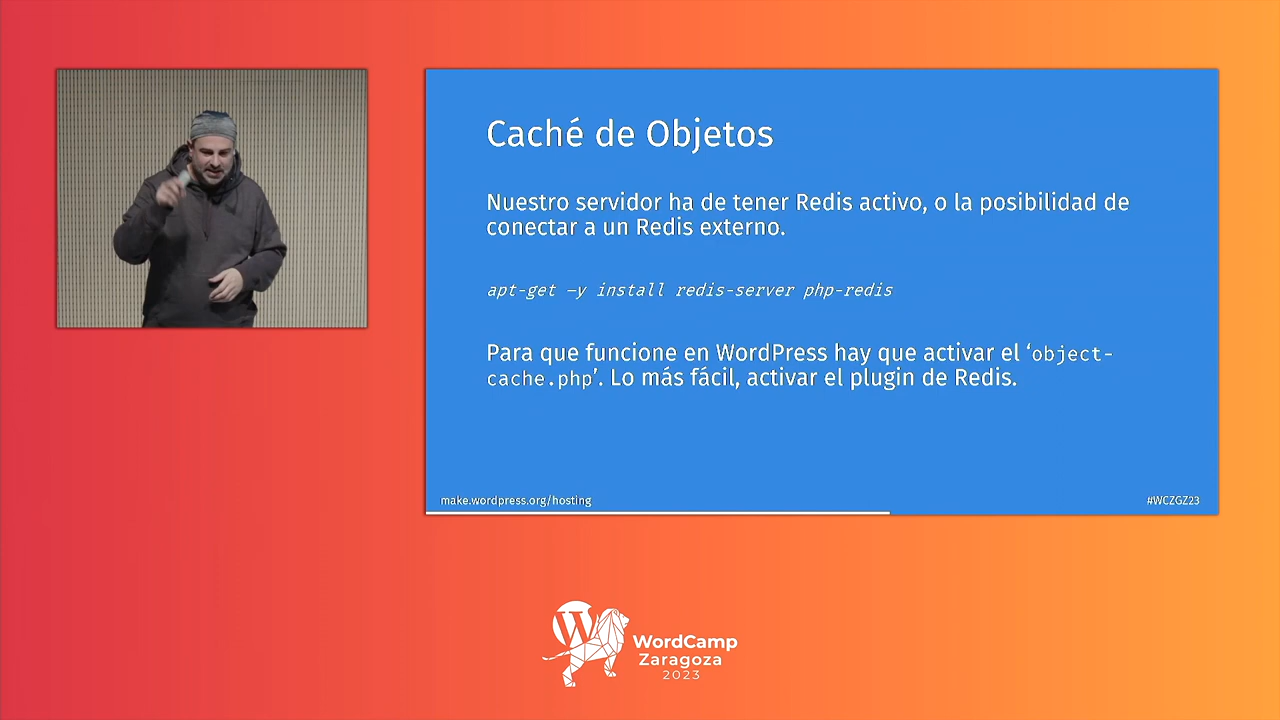 Caché de Objetos
Nuestro servidor ha de tener Redis activo, o la posibilidad de
conectar a un Redis externo.
apt-get –y install redis-server php-redis
Para que funcione en WordPress hay que activar el ‘object-
cache.php’. Lo más fácil, activar el plugin de Redis.
make.wordpress.org/hosting
#WCZGZ23
WordCamp
Zaragoza
2023